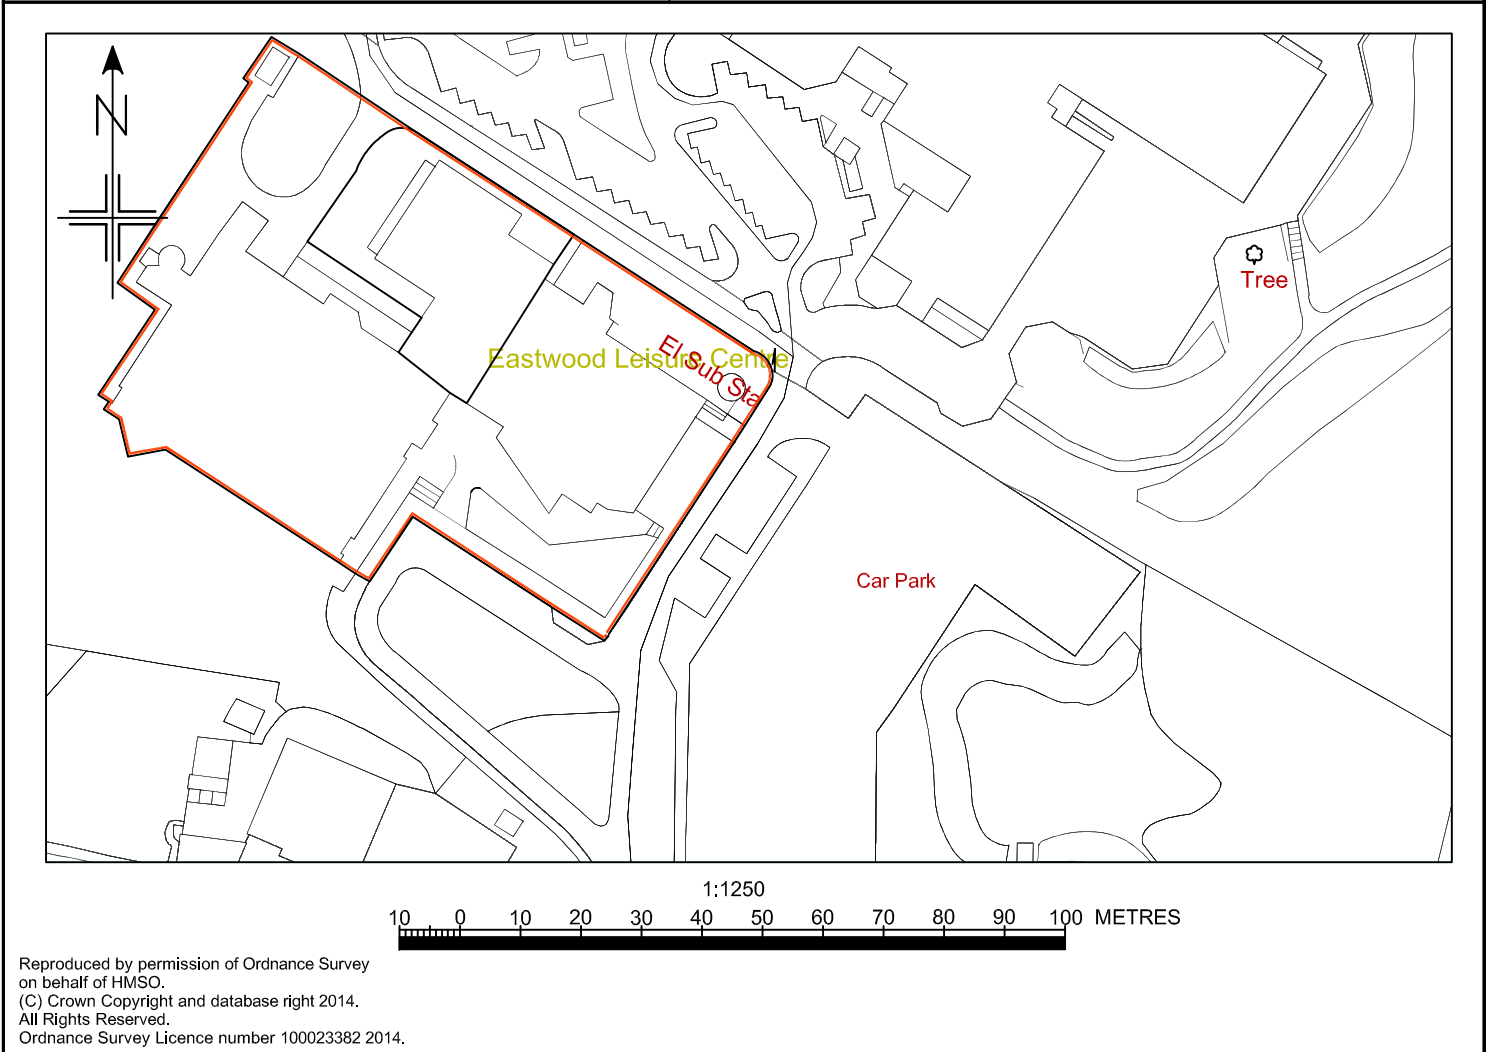 N
Tree
Eastwood Leisure Centre
El Sub Sta
Car Park
1:1250
10 0 10 20 30 40 50 60 70 80 90 100 METRES
Reproduced by permission of Ordnance Survey
on behalf of HMSO.
(C) Crown Copyright and database right 2014.
All Rights Reserved.
Ordnance Survey Licence number 100023382 2014.